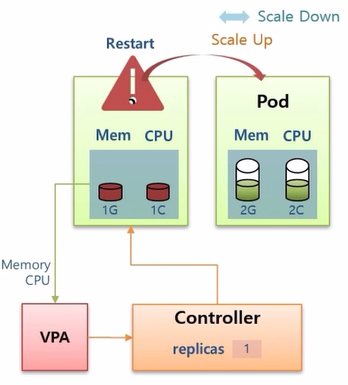 Scale Down
Scale Up
Restart
Pod
Mem CPU
1G 1C
Mem CPU
2G 2C
Memory
CPU
VPA
Controller
replicas 1